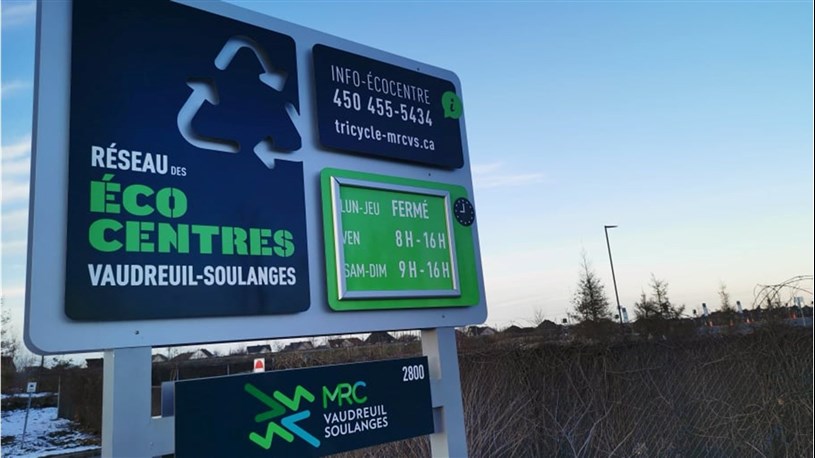 RÉSEAU DES
ÉCO
CENTRES
VAUDREUIL-SOULANGES
INFO-ÉCOCENTRE
450 455-5434
tricycle-mrcvs.ca
i
LUN-JEU FERMÉ
VEN 8H-16H
SAM-DIM 9H-16H
2800
MRC
VAUDREUIL
SOULANGES